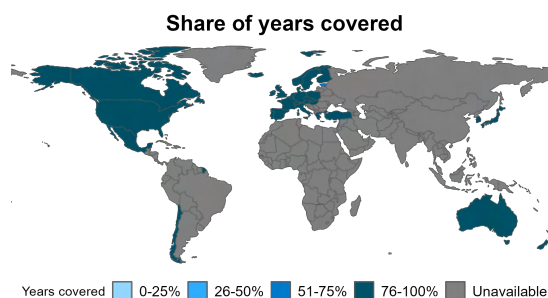 Share of years covered
Years covered 0-25% 26-50% 51-75% 76-100% Unavailable